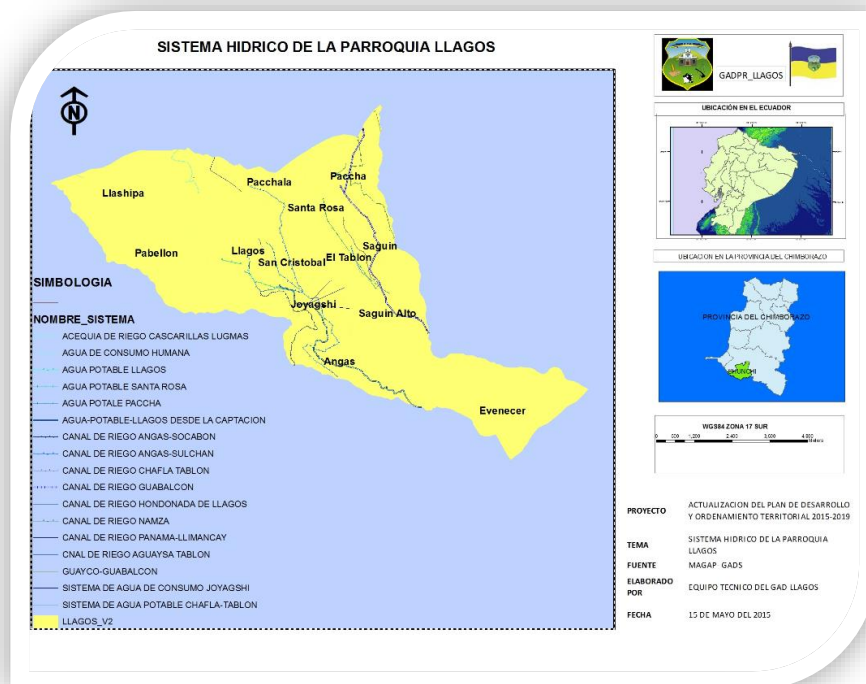 SISTEMA HIDRICO DE LA PARROQUIA LLAGOS
N
Llashipa
Pacchala
Paccha
Santa Rosa
Pabellon
Llagos
San Cristobal
El Tablon
Saguin
Joyagshi
Saguin Alto
Angas
Evenecer
SIMBOLOGIA
NOMBRE_SISTEMA
ACEQUIA DE RIEGO CASCARILLAS LUGMAS
AGUA DE CONSUMO HUMANA
AGUA POTABLE LLAGOS
AGUA POTABLE SANTA ROSA
AGUA POTALE PACCHA
AGUA-POTABLE-LLAGOS DESDE LA CAPTACION
CANAL DE RIEGO ANGAS-SOCABON
CANAL DE RIEGO ANGAS-SULCHAN
CANAL DE RIEGO CHAFLA TABLON
CANAL DE RIEGO GUABALCON
CANAL DE RIEGO HONDONADA DE LLAGOS
CANAL DE RIEGO NAMZA
CANAL DE RIEGO PANAMA-LLIMANCAY
CNAL DE RIEGO AGUAYSA TABLON
GUAYCO-GUABALCON
SISTEMA DE AGUA DE CONSUMO JOYAGSHI
SISTEMA DE AGUA POTABLE CHAFLA-TABLON
LLAGOS_V2
GADPR_LLAGOS
UBICACIÓN EN EL ECUADOR
UBICACIÓN EN LA PROVINCIA DEL CHIMBORAZO
PROVINCIA DEL CHIMBORAZO
WGS84 ZONA 17 SUR
PROYECTO ACTUALIZACION DEL PLAN DE DESARROLLO
Y ORDENAMIENTO TERRITORIAL 2015-2019
TEMA SISTEMA HIDRICO DE LA PARROQUIA
LLAGOS
FUENTE MAGAP GADS
ELABORADO
POR EQUIPO TECNICO DEL GAD LLAGOS
FECHA 15 DE MAYO DEL 2015